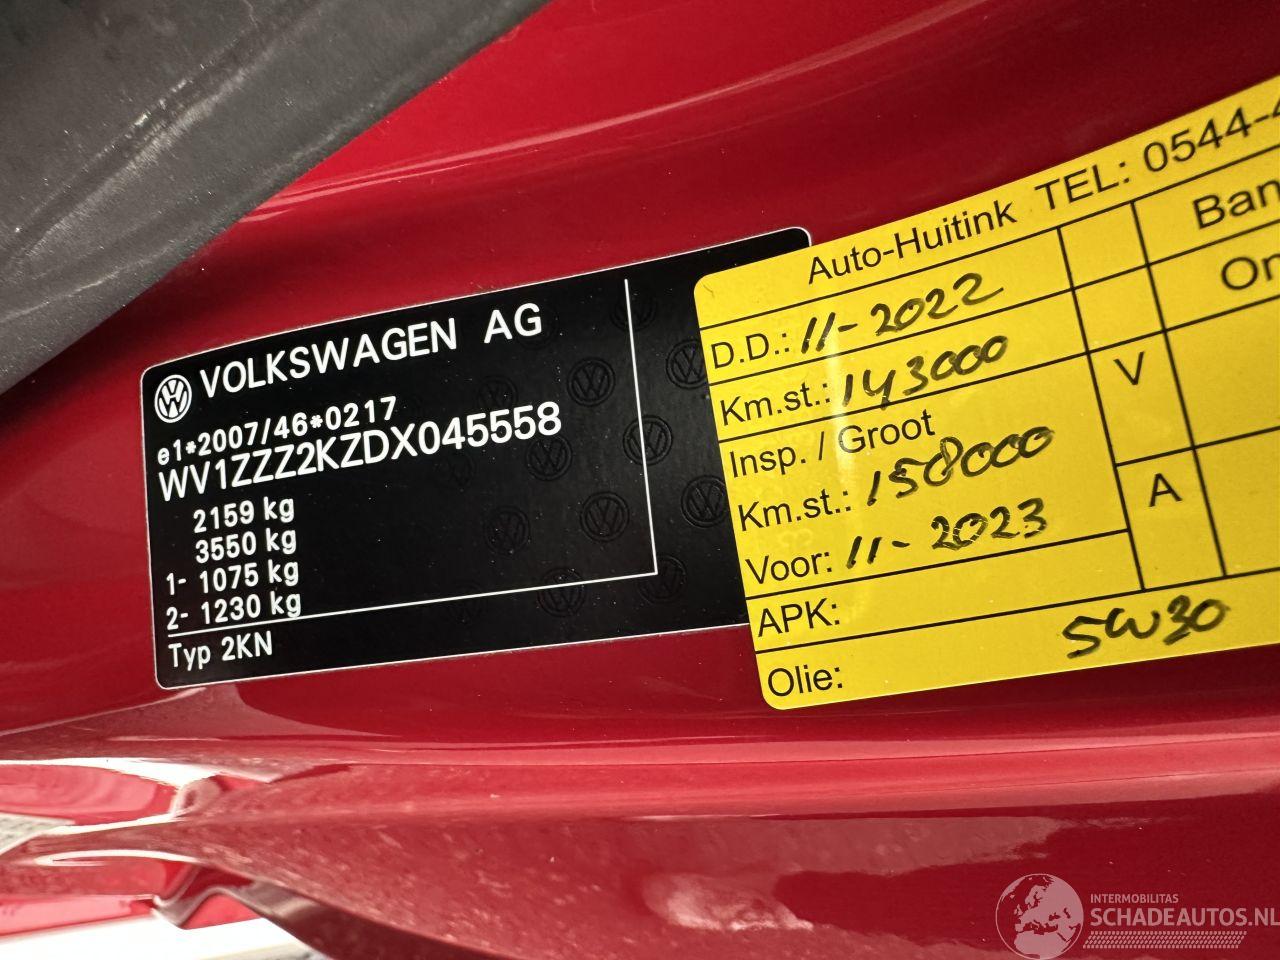 VOLKSWAGEN AG
e1*2007/46*0217
WV1ZZZ2KZDX045558
2159 kg
3550 kg
1- 1075 kg
2- 1230 kg
Typ 2KN
Auto-Huitink TEL: 0544-4
D.D.: 11-2022
Km.st.: 143000
Insp. / Groot
Km.st.: 158000
Voor: 11-2023
APK:
Olie: 5W30
Ban
V
A
INTERMOBILITAS
SCHADEAUTOS.NL